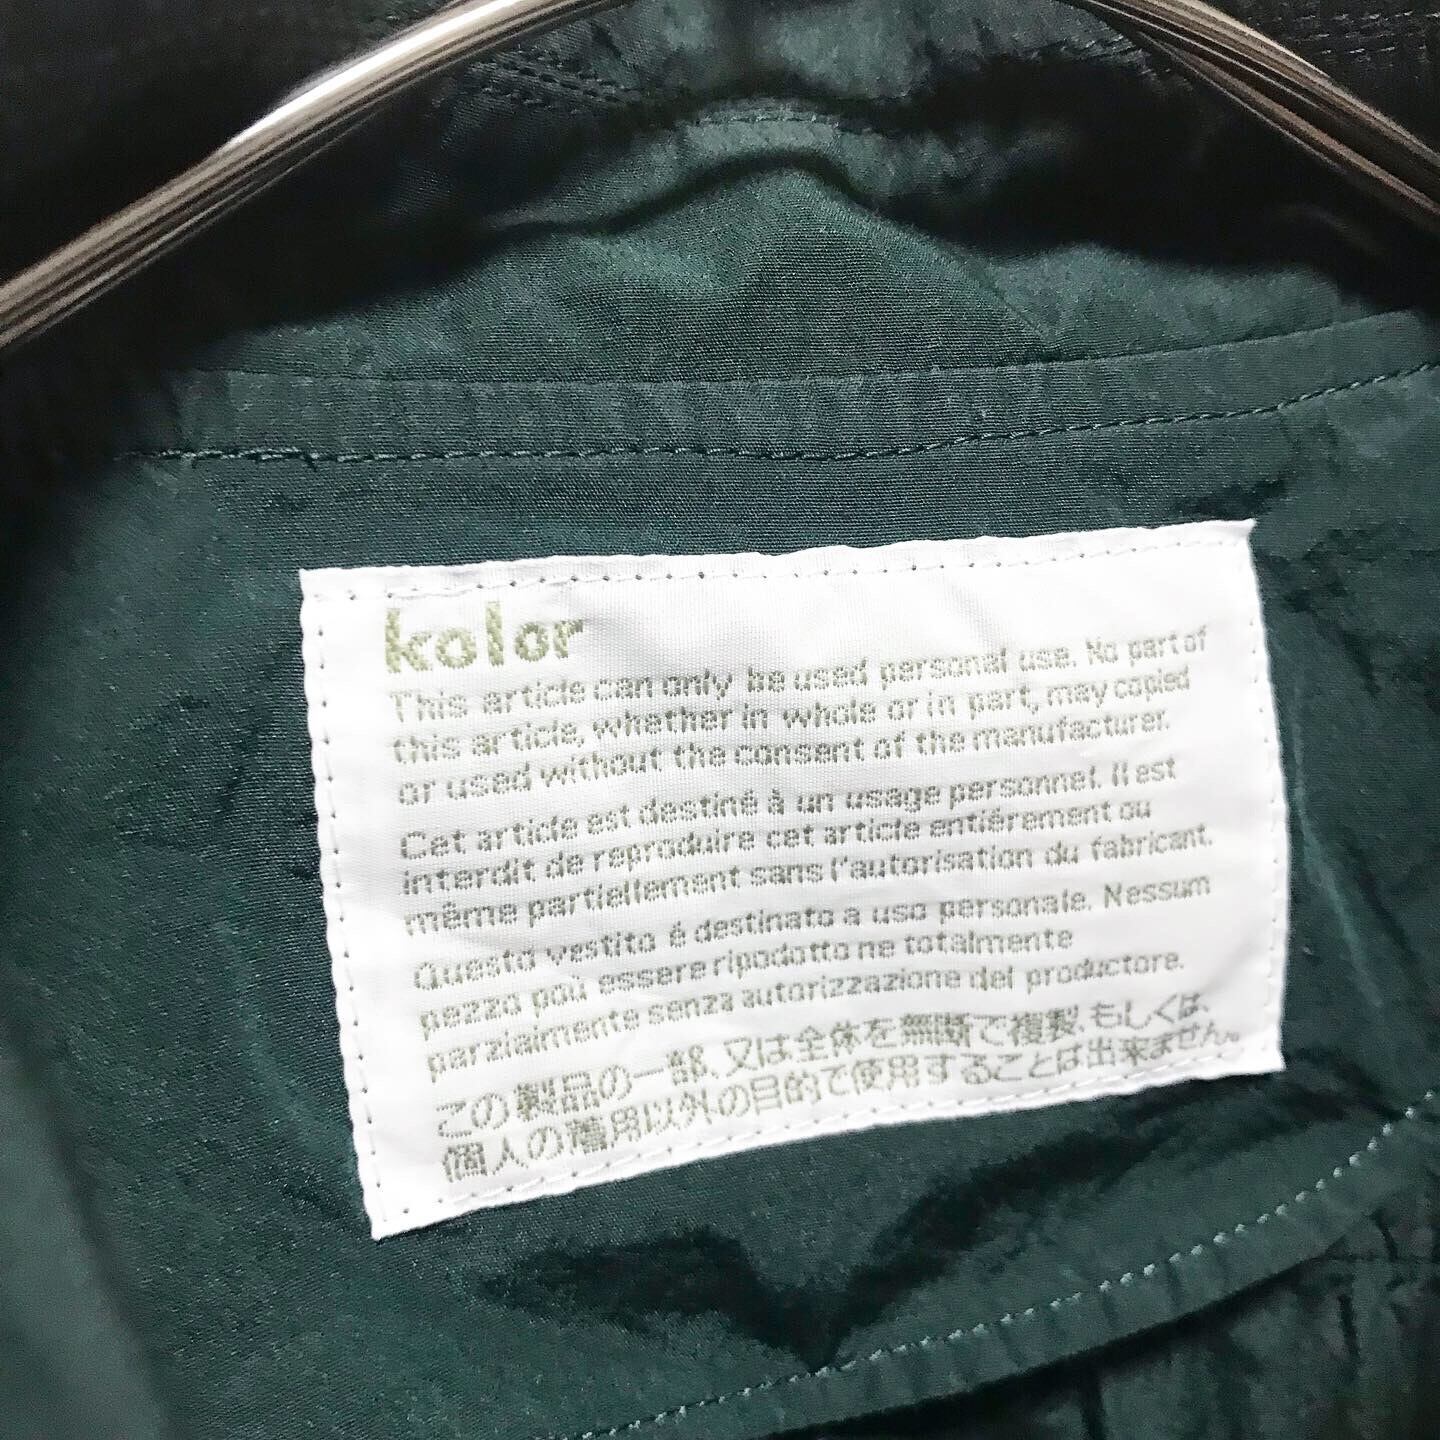 kolor
This article can only be used personal use. No part of
this article, whether in whole or in part, may copied
or used without the consent of the manufacturer.
Cet article est destiné à un usage personnel. Il est
interdit de reproduire cet article entiérement ou
même partiellement sans l'autorisation du fabricant.
Questo vestito é destinato a uso personale. Nessum
pezzo poù essere ripodotto ne totalmente
parzialmente senza autorizzazione del productore.
この製品の一部、又は全体を無断で複製、もしくは、
個人の着用以外の目的で使用することは出来ません。